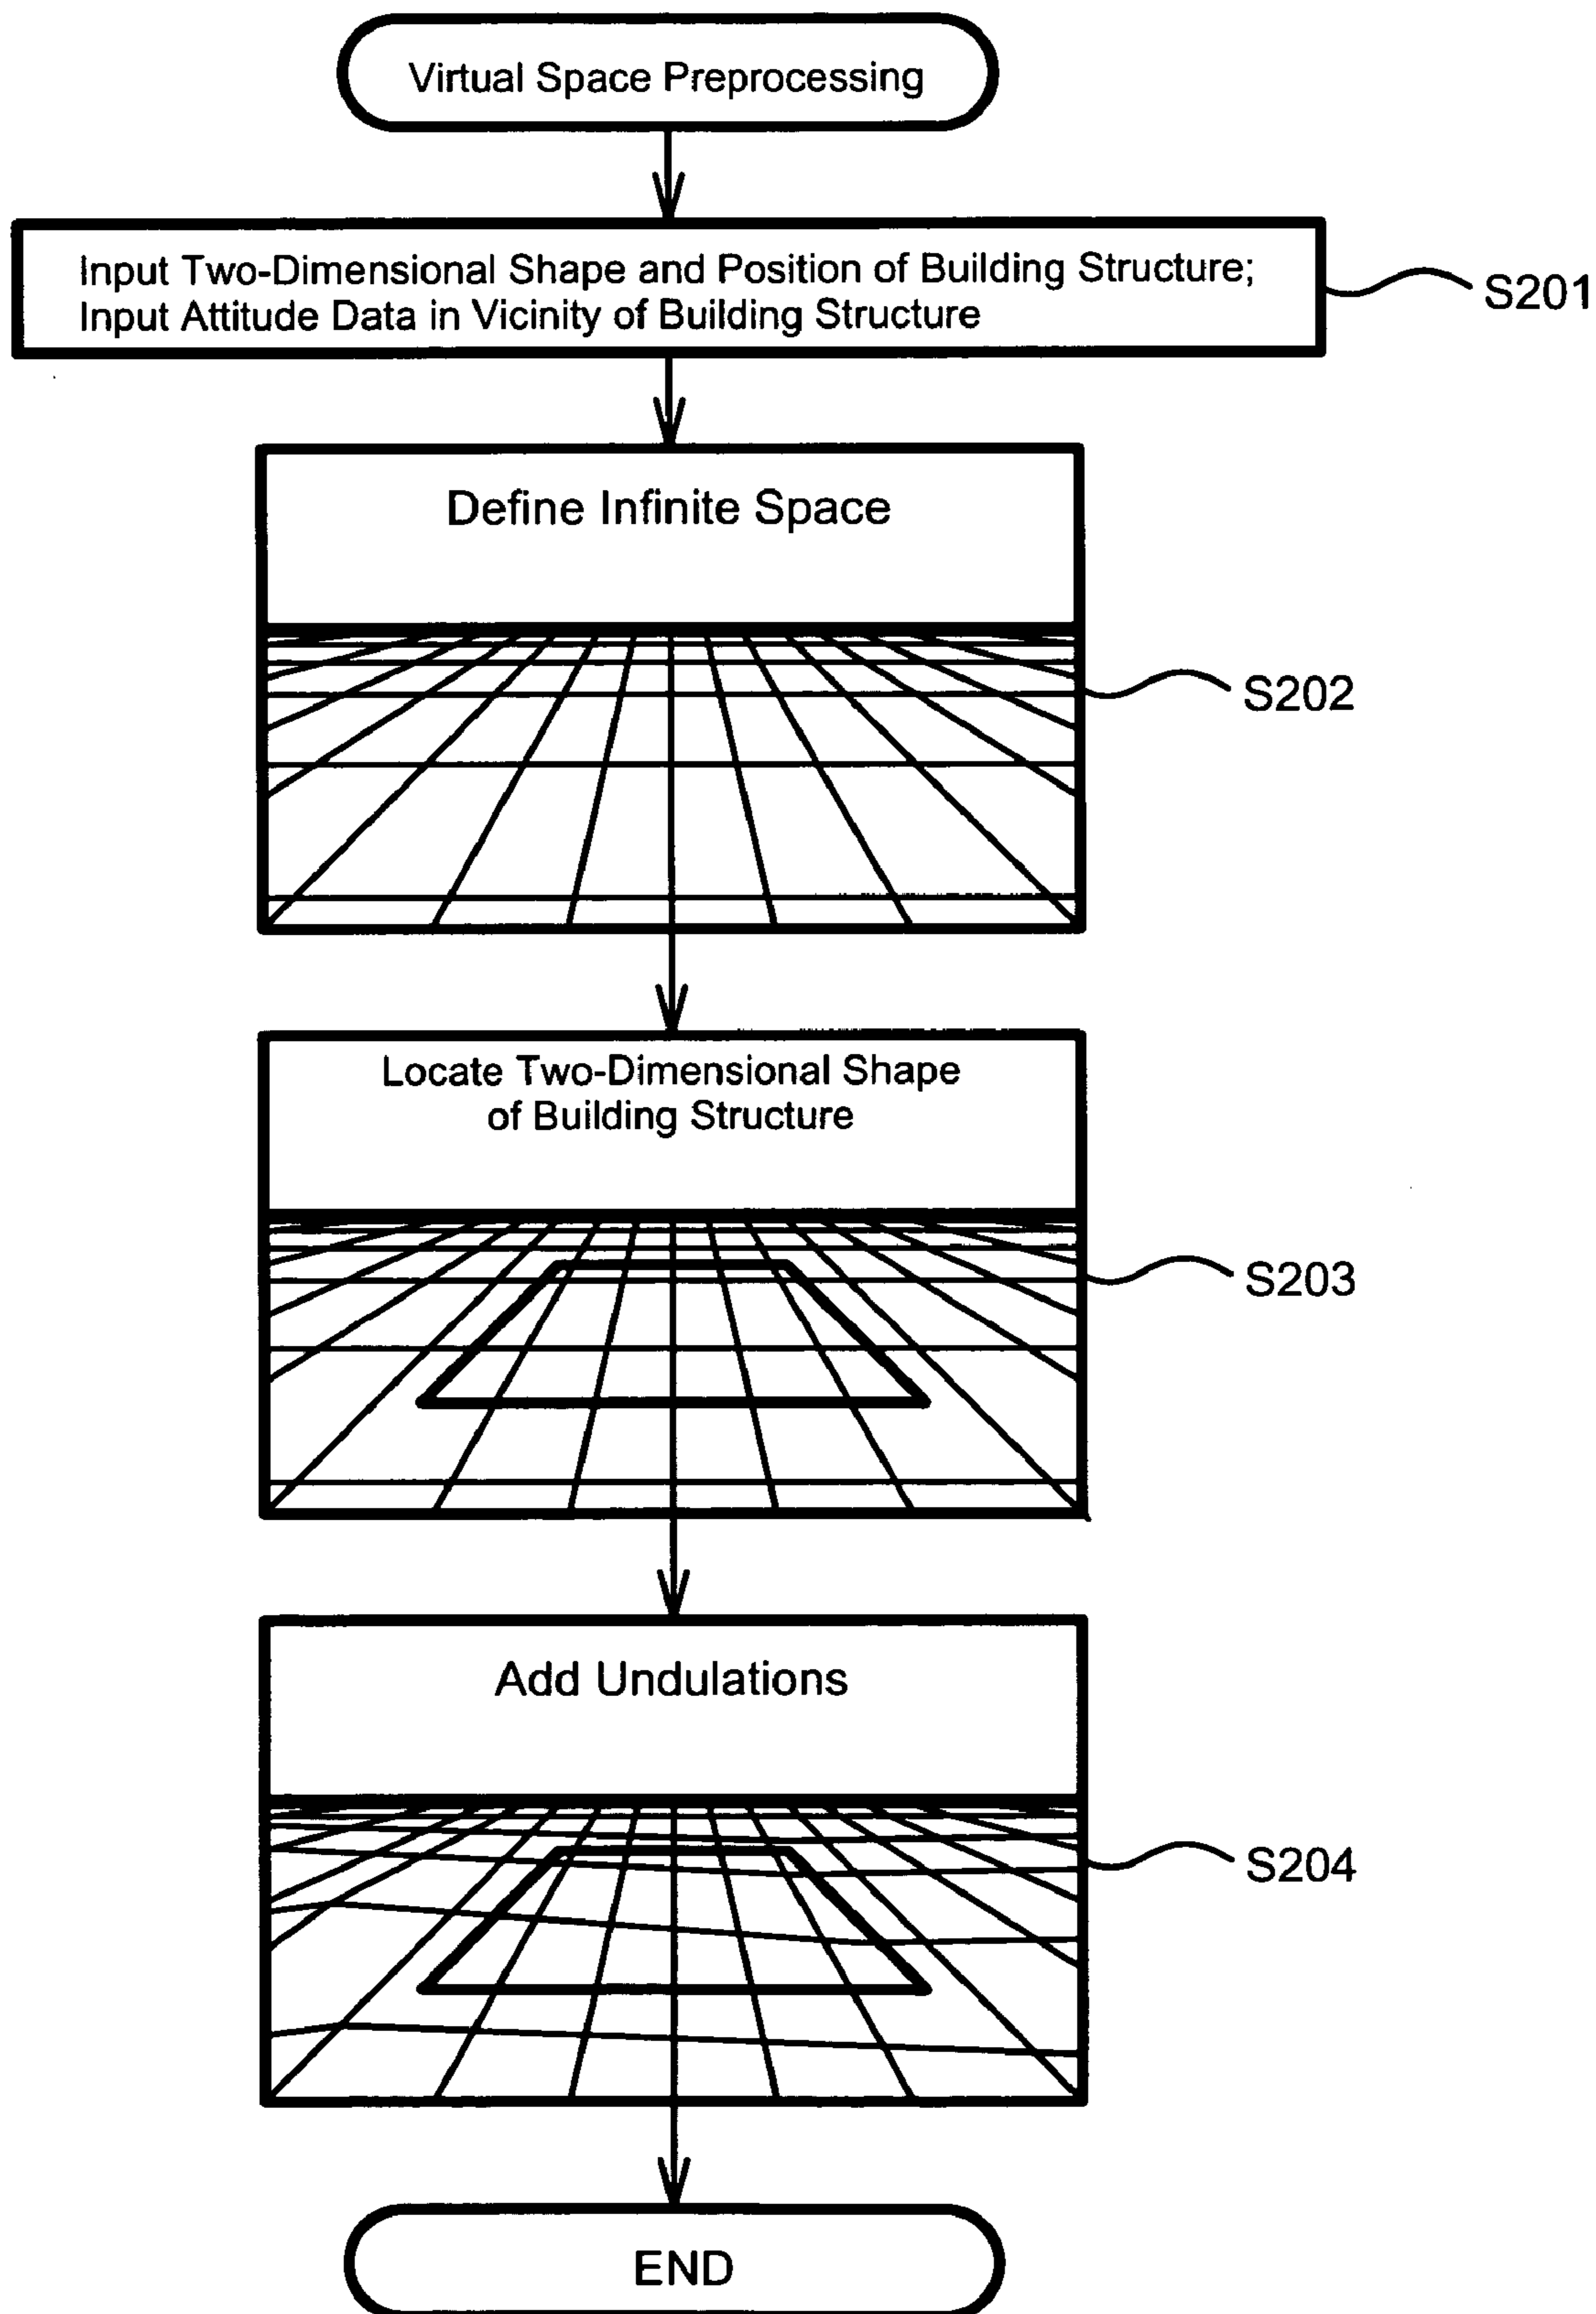 Virtual Space Preprocessing
Input Two-Dimensional Shape and Position of Building Structure;
Input Attitude Data in Vicinity of Building Structure
S201
Define Infinite Space
S202
Locate Two-Dimensional Shape
of Building Structure
S203
Add Undulations
S204
END